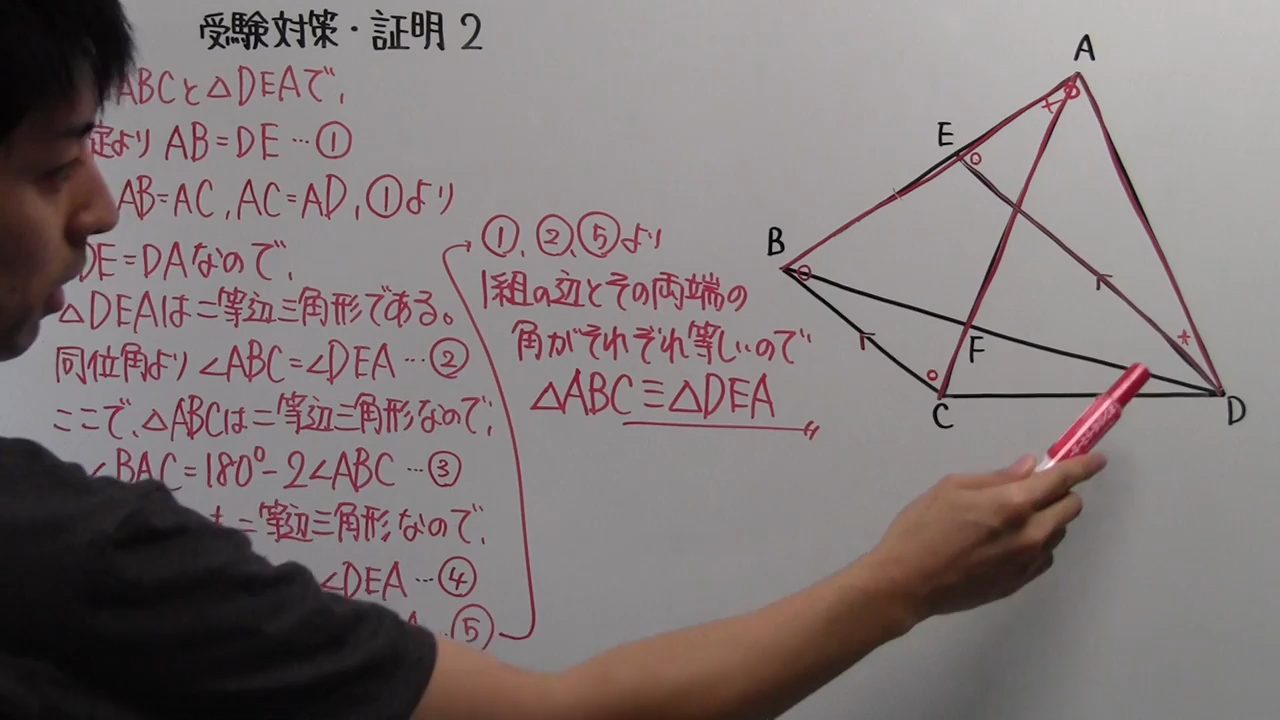 受験対策・証明2
ABCと△DEAで、
定より AB=DE…①
AB=AC, AC=AD, ①より
DE=DAなので、
△DEAは二等辺三角形である。
同位角より ∠ABC=∠DEA…②
ここで、△ABCは二等辺三角形なので、
∠BAC=180°-2∠ABC…③
も二等辺三角形なので、
∠DEA…④
…⑤
①、②、⑤より
1組の辺とその両端の
角がそれぞれ等しいので
△ABC≡△DEA
A
E
B
F
C
D